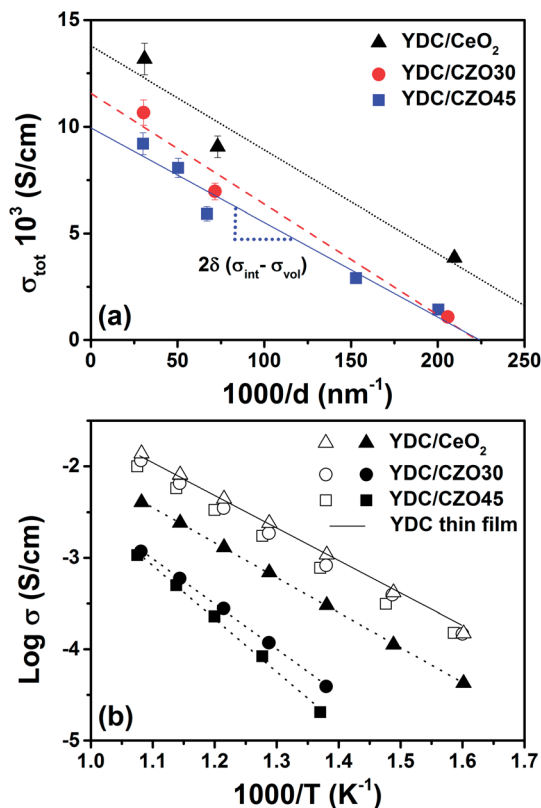 15
10
5
0
σtot 10³ (S/cm)
▲ YDC/CeO₂
● YDC/CZO30
■ YDC/CZO45
2δ (σint- σvol)
(a)
0 50 100 150 200 250
1000/d (nm⁻¹)
-2
-3
-4
-5
Log σ (S/cm)
△ ▲ YDC/CeO₂
○ ● YDC/CZO30
□ ■ YDC/CZO45
— YDC thin film
(b)
1.0 1.1 1.2 1.3 1.4 1.5 1.6 1.7
1000/T (K⁻¹)